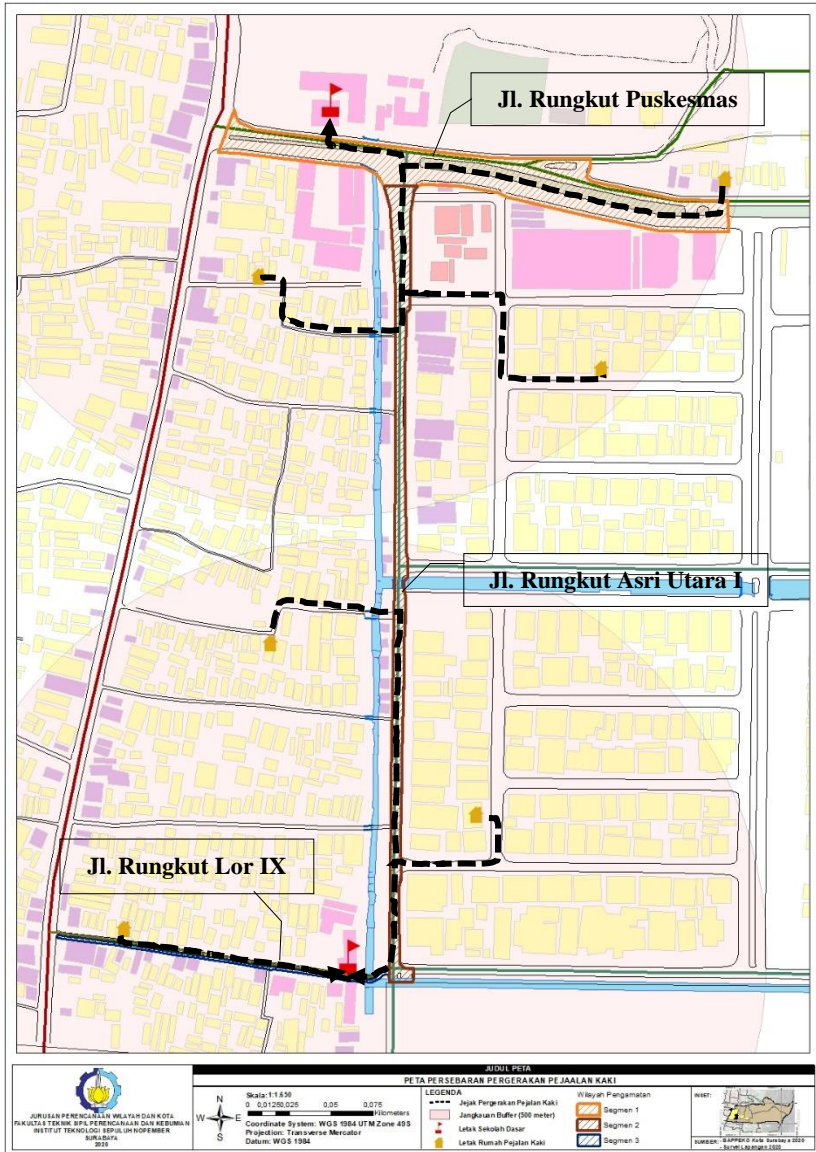 Jl. Rungkut Puskesmas
Jl. Rungkut Asri Utara I
Jl. Rungkut Lor IX
JURUSAN PERENCANAAN WILAYAH DAN KOTA
FAKULTAS TEKNIK SIPIL PERENCANAAN DAN KEBUMIAN
INSTITUT TEKNOLOGI SEPULUH NOPEMBER
SURABAYA
2020
JUDUL PETA
PETA PERSEBARAN PERGERAKAN PEJAALAN KAKI
N
W E
S
Skala: 1:1.650
0 0,01250,025 0,05 0,075
Kilometers
Coordinate System: WGS 1984 UTM Zone 49S
Projection: Transverse Mercator
Datum: WGS 1984
LEGENDA
Jejak Pergerakan Pejalan Kaki
Jangkauan Buffer (500 meter)
Letak Sekolah Dasar
Letak Rumah Pejalan Kaki
Wilayah Pengamatan
Segmen 1
Segmen 2
Segmen 3
INSET:
SUMBER: - BAPPEKO Kota Surabaya 2020
- Survei Lapangan 2020